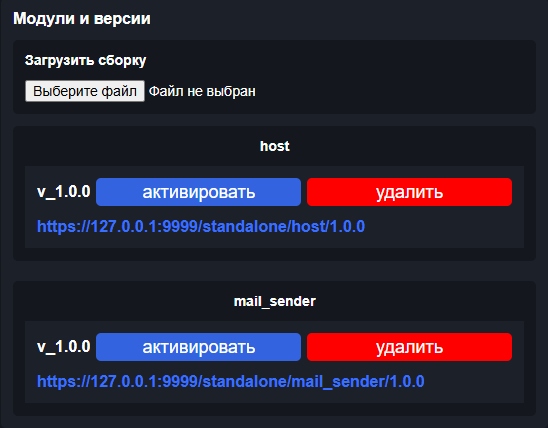 Модули и версии
Загрузить сборку
Выберите файл Файл не выбран
host
v_1.0.0 активировать удалить
https://127.0.0.1:9999/standalone/host/1.0.0
mail_sender
v_1.0.0 активировать удалить
https://127.0.0.1:9999/standalone/mail_sender/1.0.0